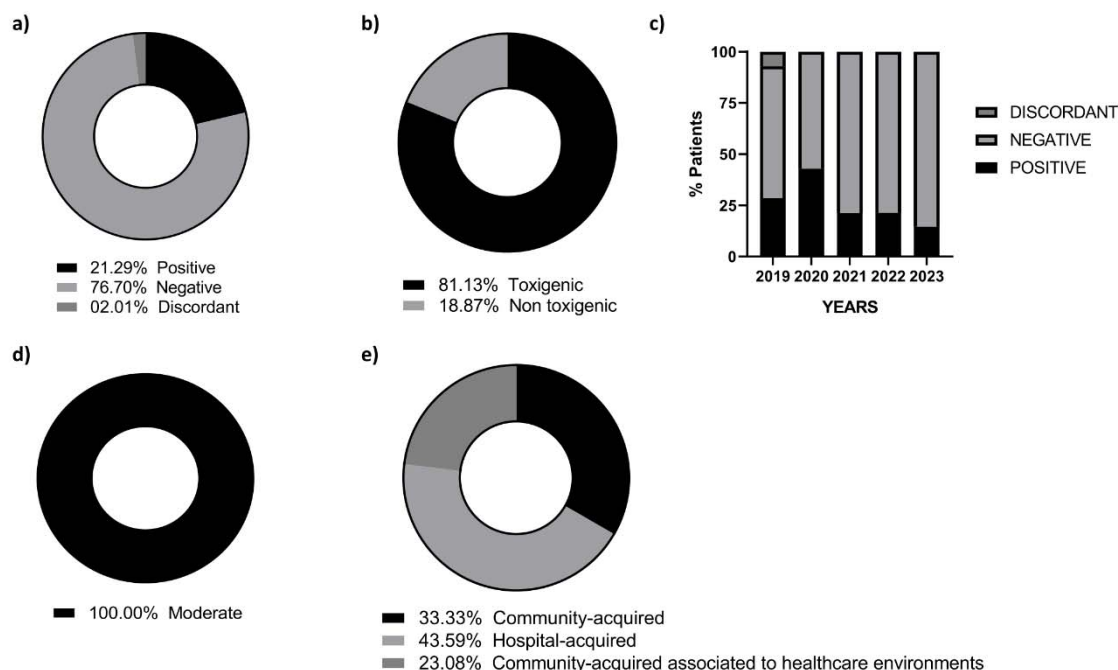 a)
21.29% Positive
76.70% Negative
02.01% Discordant
b)
81.13% Toxigenic
18.87% Non toxigenic
c)
100
75
50
25
0
% Patients
2019 2020 2021 2022 2023
YEARS
DISCORDANT
NEGATIVE
POSITIVE
d)
100.00% Moderate
e)
33.33% Community-acquired
43.59% Hospital-acquired
23.08% Community-acquired associated to healthcare environments